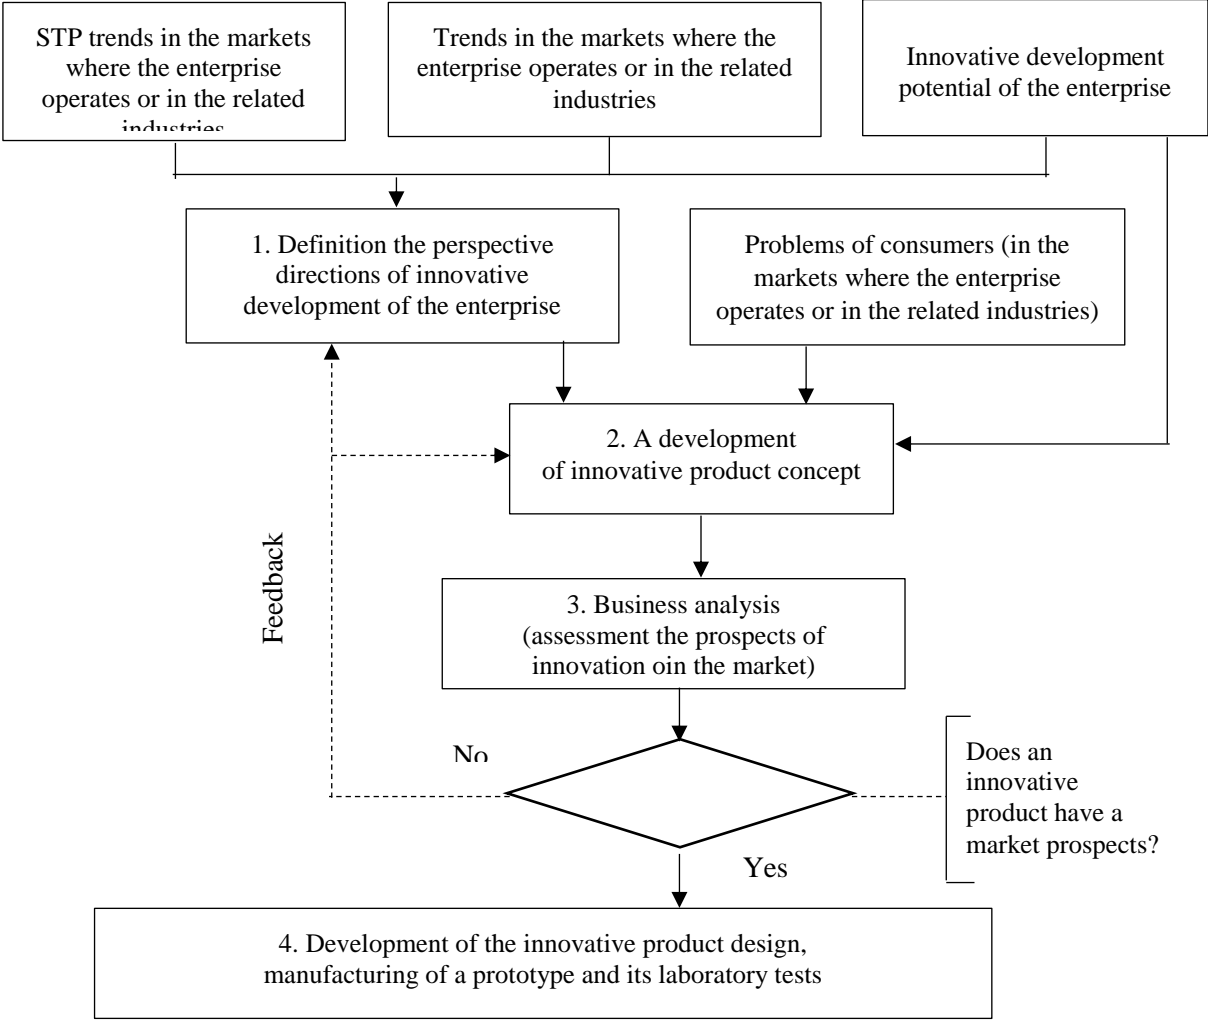 STP trends in the markets
where the enterprise
operates or in the related
industries
Trends in the markets where the
enterprise operates or in the related
industries
Innovative development
potential of the enterprise
1. Definition the perspective
directions of innovative
development of the enterprise
Problems of consumers (in the
markets where the enterprise
operates or in the related industries)
2. A development
of innovative product concept
Feedback
3. Business analysis
(assessment the prospects of
innovation oin the market)
No
Does an
innovative
product have a
market prospects?
Yes
4. Development of the innovative product design,
manufacturing of a prototype and its laboratory tests